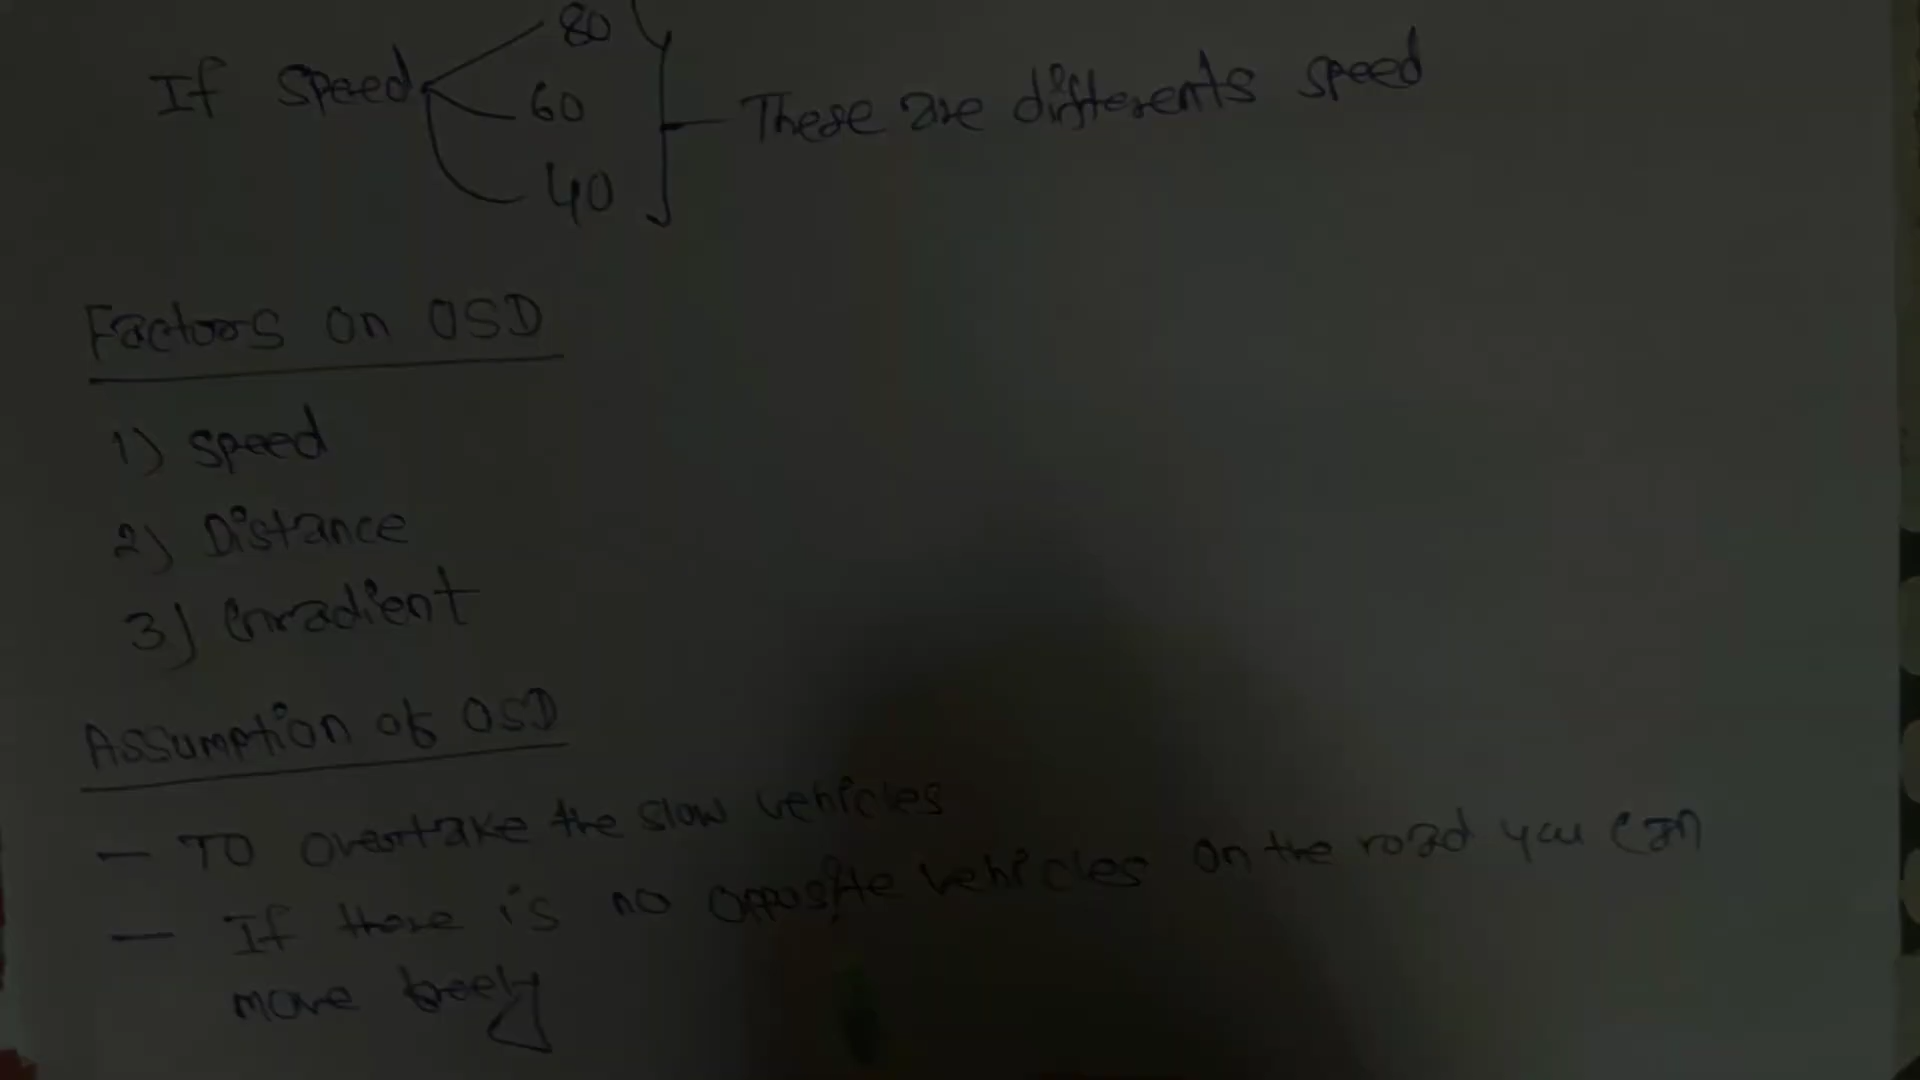 80
If speed 60 These are differents speed
40
Factors on OSD
1) speed
2) Distance
3) Gradient
Assumption of OSD
— To overtake the slow vehicles
— If there is no opposite vehicles on the road you can
move freely